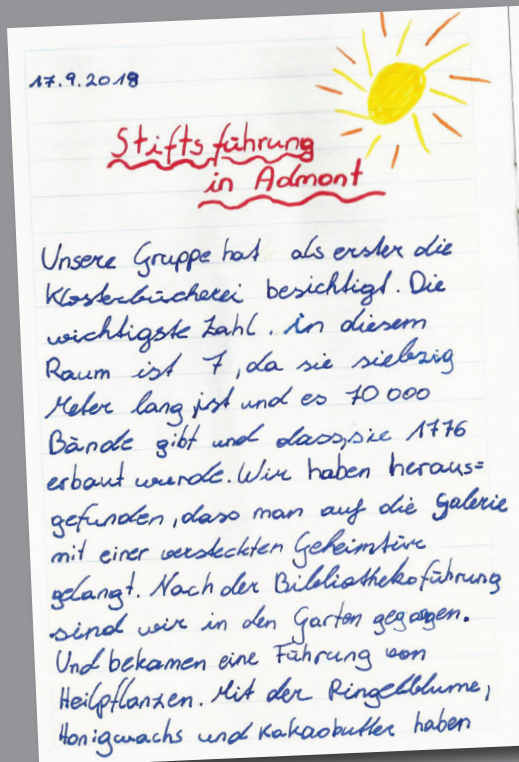 17.9.2018
Stiftsführung
in Admont
Unsere Gruppe hat als erster die
Klosterbücherei besichtigt. Die
wichtigste Zahl. in diesem
Raum ist 7, da sie siebzig
Meter lang ist und es 70 000
Bände gibt und dass sie 1776
erbaut wurde. Wir haben heraus=
gefunden, dass man auf die Galerie
mit einer versteckten Geheimtüre
gelangt. Nach der Bibliotheksführung
sind wir in den Garten gegangen.
Und bekamen eine Führung von
Heilpflanzen. Mit der Ringelblume,
Honigwachs und Kakaobutter haben